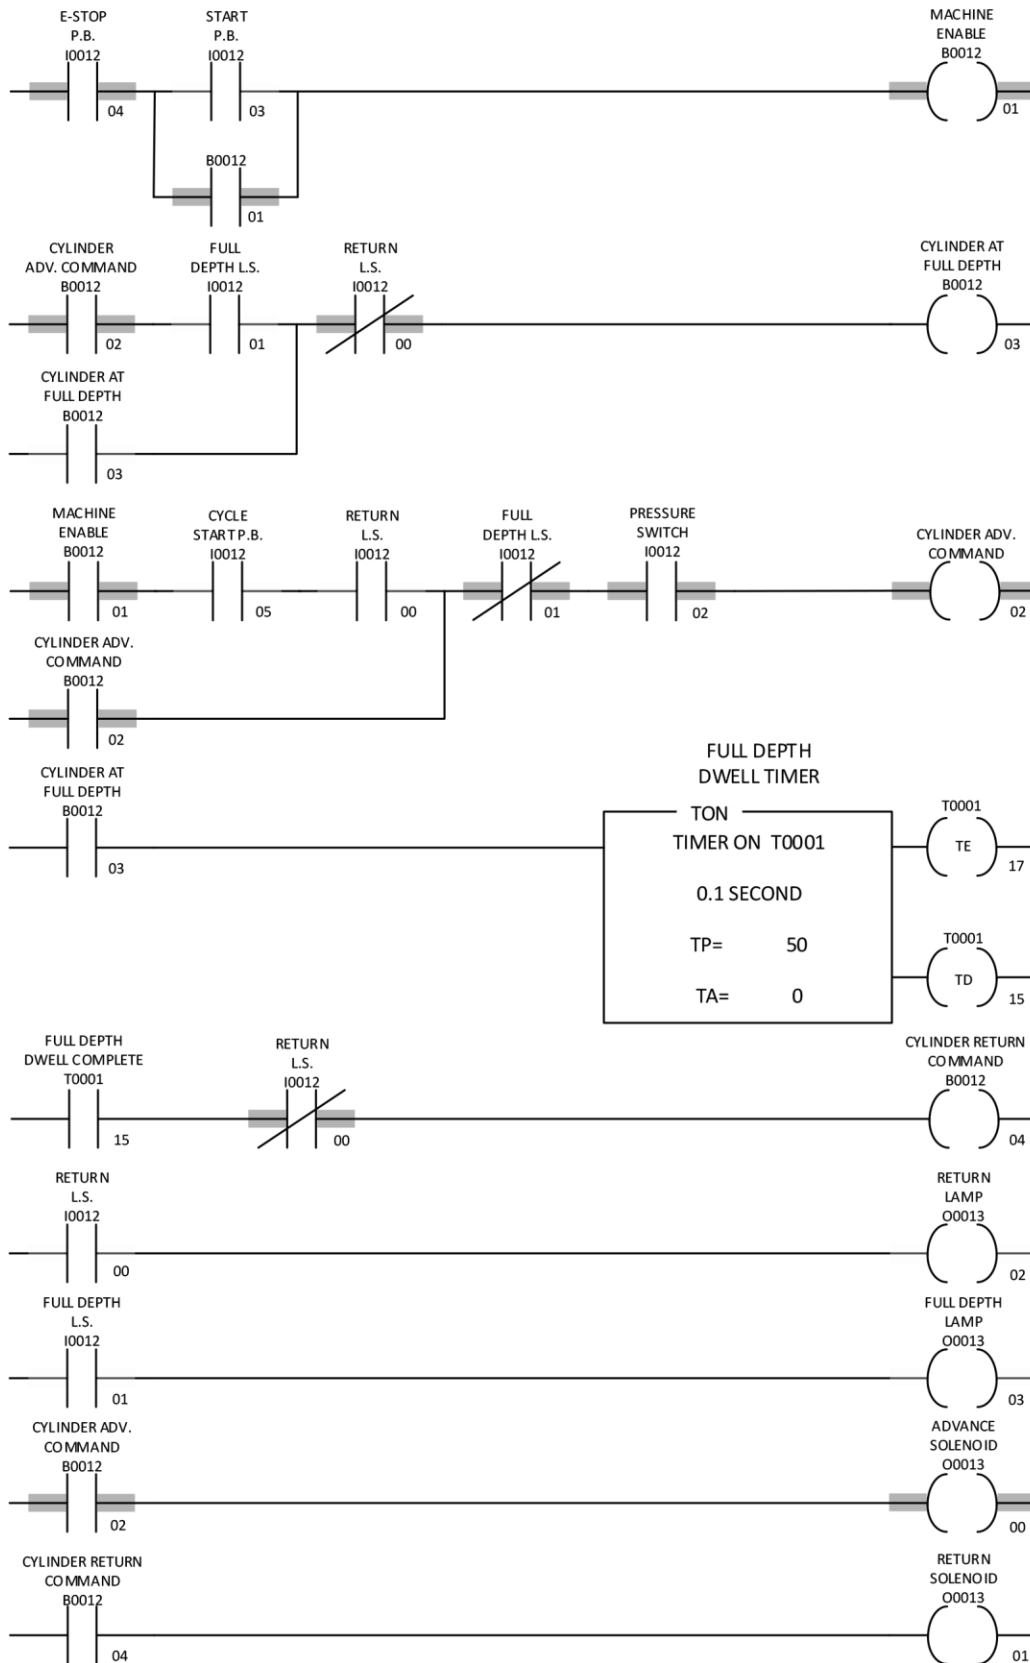 E-STOP
P.B.
I0012
04
START
P.B.
I0012
03
MACHINE
ENABLE
B0012
01
B0012
01
CYLINDER
ADV. COMMAND
B0012
02
FULL
DEPTH L.S.
I0012
01
RETURN
L.S.
I0012
00
CYLINDER AT
FULL DEPTH
B0012
03
CYLINDER AT
FULL DEPTH
B0012
03
MACHINE
ENABLE
B0012
01
CYCLE
START P.B.
I0012
05
RETURN
L.S.
I0012
00
FULL
DEPTH L.S.
I0012
01
PRESSURE
SWITCH
I0012
02
CYLINDER ADV.
COMMAND
02
CYLINDER ADV.
COMMAND
B0012
02
CYLINDER AT
FULL DEPTH
B0012
03
FULL DEPTH
DWELL TIMER
TON
TIMER ON T0001
0.1 SECOND
TP= 50
TA= 0
T0001
TE
17
T0001
TD
15
FULL DEPTH
DWELL COMPLETE
T0001
15
RETURN
L.S.
I0012
00
CYLINDER RETURN
COMMAND
B0012
04
RETURN
L.S.
I0012
00
RETURN
LAMP
O0013
02
FULL DEPTH
L.S.
I0012
01
FULL DEPTH
LAMP
O0013
03
CYLINDER ADV.
COMMAND
B0012
02
ADVANCE
SOLENOID
O0013
00
CYLINDER RETURN
COMMAND
B0012
04
RETURN
SOLENOID
O0013
01